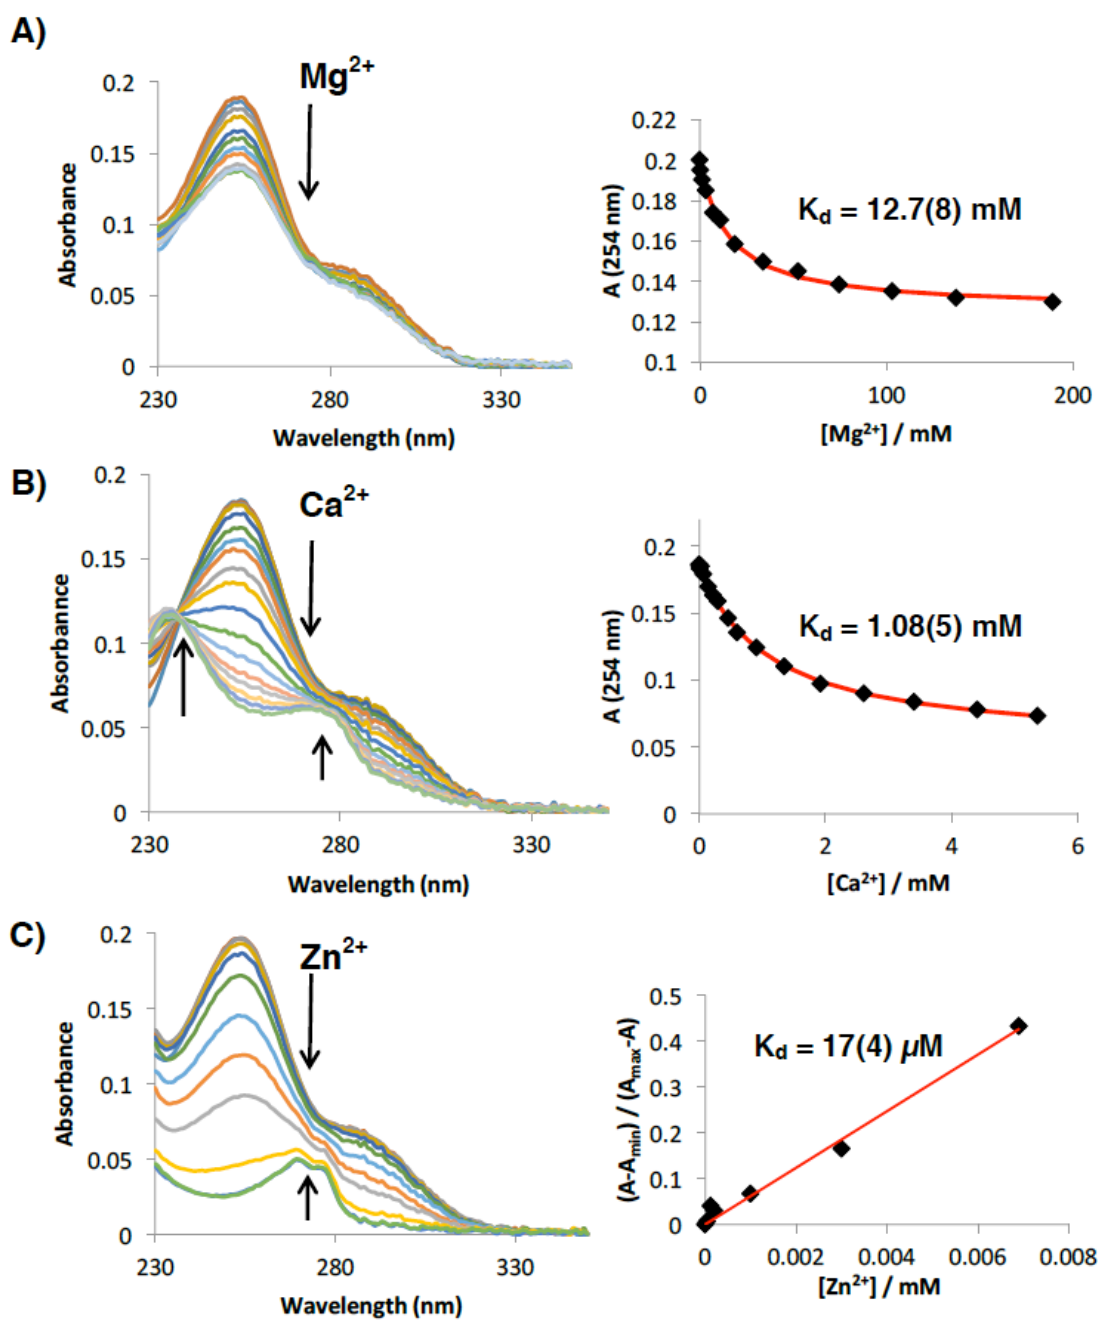 A)
Mg2+
Absorbance
0.2
0.15
0.1
0.05
0
230
280
330
Wavelength (nm)
A (254 nm)
0.22
0.2
0.18
0.16
0.14
0.12
0.1
Kd = 12.7(8) mM
0
100
200
[Mg2+] / mM
B)
Ca2+
Absorbannce
0.2
0.15
0.1
0.05
0
230
280
330
Wavelength (nm)
A (254 nm)
0.2
0.15
0.1
0.05
0
Kd = 1.08(5) mM
0
2
4
6
[Ca2+] / mM
C)
Zn2+
Absorbance
0.2
0.15
0.1
0.05
0
230
280
330
Wavelength (nm)
(A-Amin) / (Amax-A)
0.5
0.4
0.3
0.2
0.1
0
Kd = 17(4) μM
0
0.002
0.004
0.006
0.008
[Zn2+] / mM